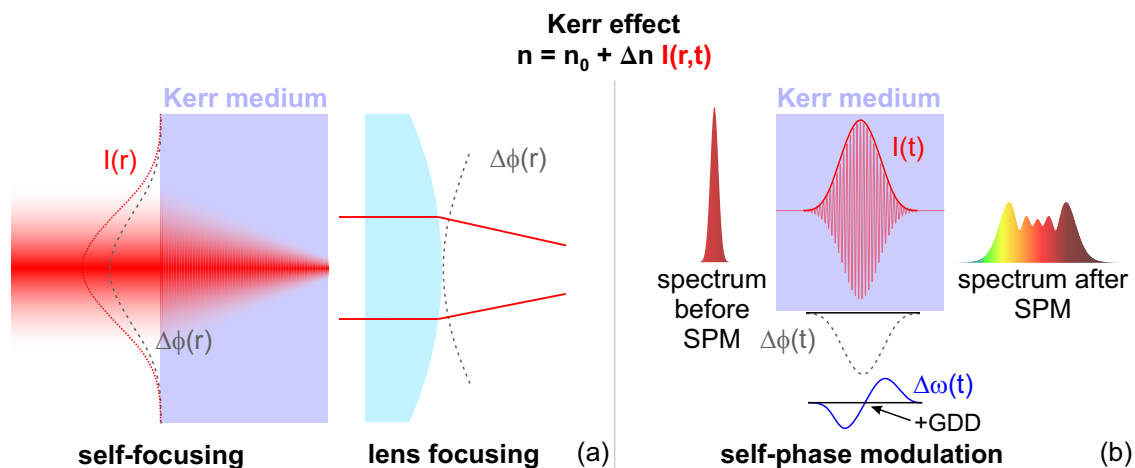 Kerr effect
n = n₀ + Δn I(r,t)
Kerr medium
I(r)
Δϕ(r)
Δϕ(r)
self-focusing
lens focusing
(a)
Kerr medium
I(t)
spectrum
before
SPM
spectrum after
SPM
Δϕ(t)
Δω(t)
+GDD
self-phase modulation
(b)